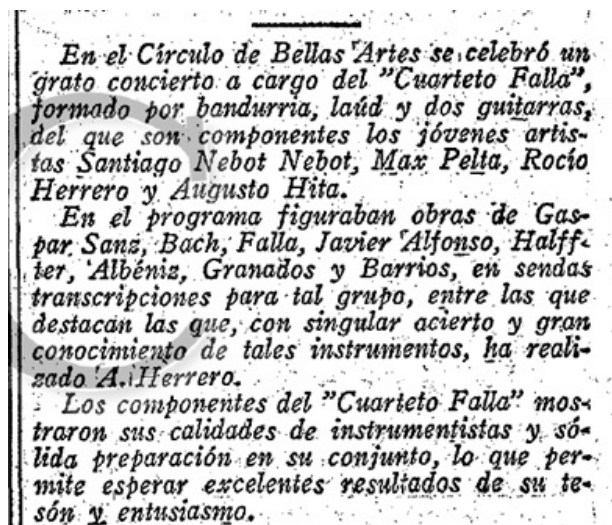 En el Círculo de Bellas Artes se celebró un
grato concierto a cargo del "Cuarteto Falla",
formado por bandurria, laúd y dos guitarras,
del que son componentes los jóvenes artis-
tas Santiago Nebot Nebot, Max Pelta, Rocío
Herrero y Augusto Hita.
En el programa figuraban obras de Gas-
par Sanz, Bach, Falla, Javier Alfonso, Halff-
ter, Albéniz, Granados y Barrios, en sendas
transcripciones para tal grupo, entre las que
destacan las que, con singular acierto y gran
conocimiento de tales instrumentos, ha reali-
zado A. Herrero.
Los componentes del "Cuarteto Falla" mos-
traron sus calidades de instrumentistas y só-
lida preparación en su conjunto, lo que per-
mite esperar excelentes resultados de su te-
són y entusiasmo.